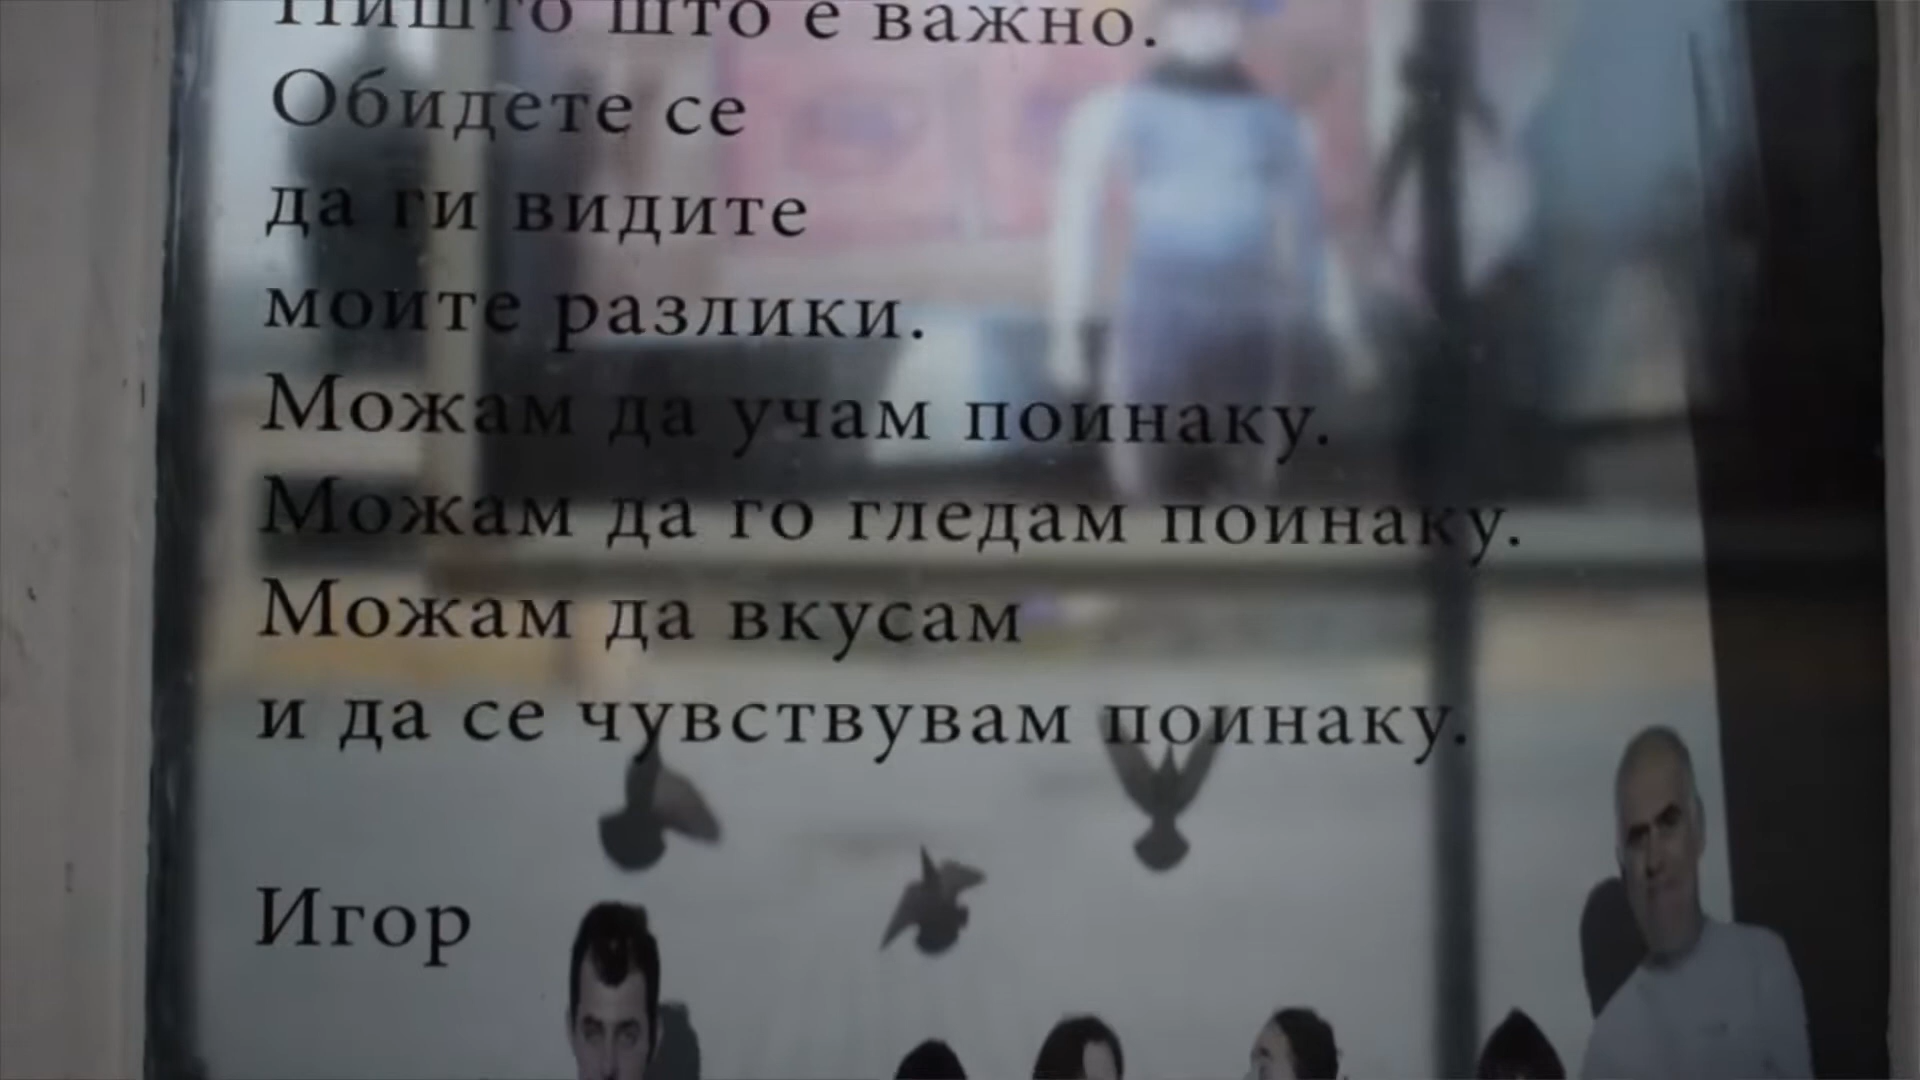 Ништо што е важно.
Обидете се
да ги видите
моите разлики.
Можам да учам поинаку.
Можам да го гледам поинаку.
Можам да вкусам
и да се чувствувам поинаку.
Игор